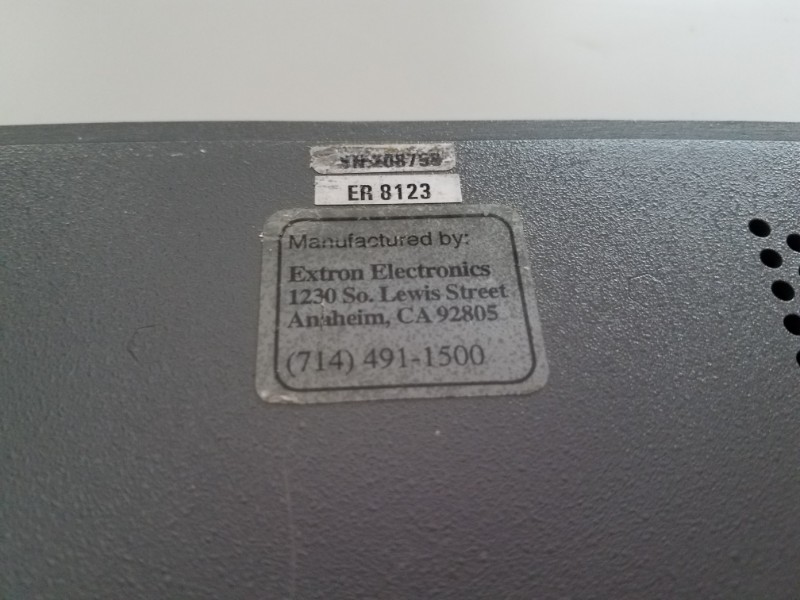 ER 8123
Manufactured by:
Extron Electronics
1230 So. Lewis Street
Anaheim, CA 92805
(714) 491-1500